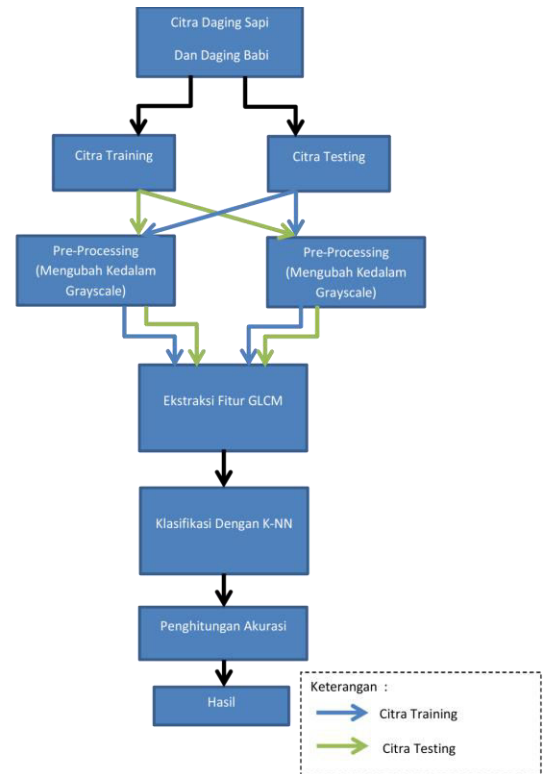 Citra Daging Sapi
Dan Daging Babi
Citra Training
Citra Testing
Pre-Processing
(Mengubah Kedalam
Grayscale)
Pre-Processing
(Mengubah Kedalam
Grayscale)
Ekstraksi Fitur GLCM
Klasifikasi Dengan K-NN
Penghitungan Akurasi
Hasil
Keterangan :
Citra Training
Citra Testing